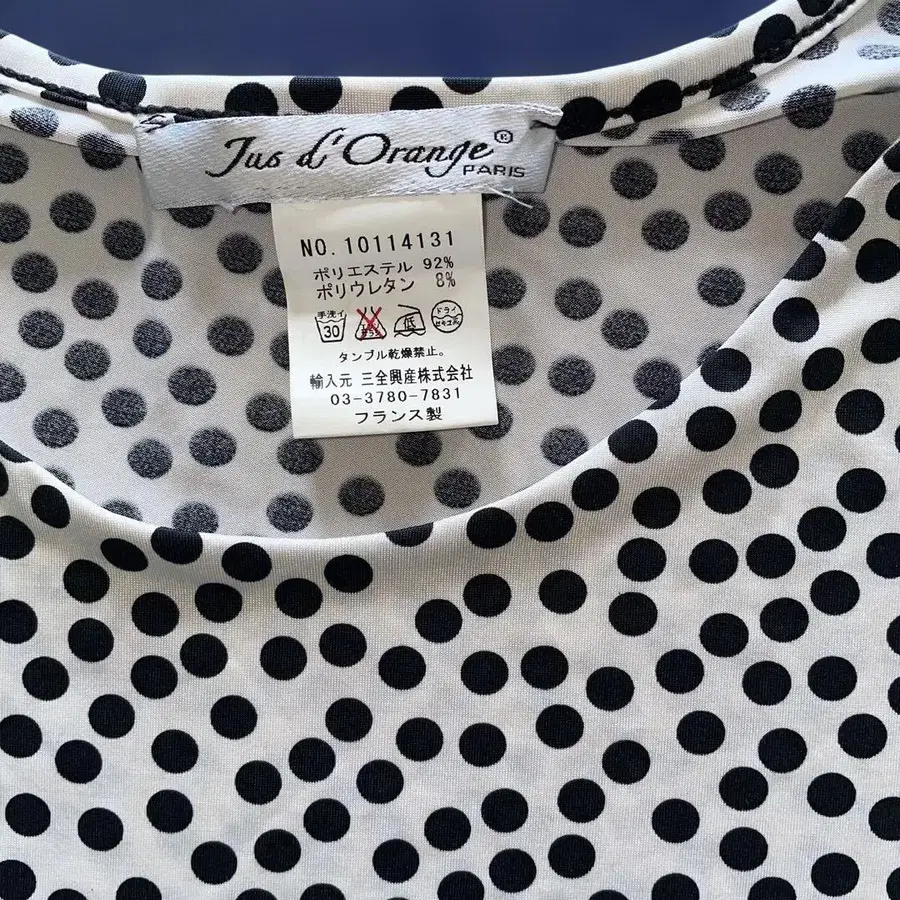 Jus d'Orange®
PARIS
NO. 10114131
ポリエステル 92%
ポリウレタン 8%
手洗イ
30
低
ドライ
セキユ系
タンブル乾燥禁止。
輸入元 三全興産株式会社
03-3780-7831
フランス製